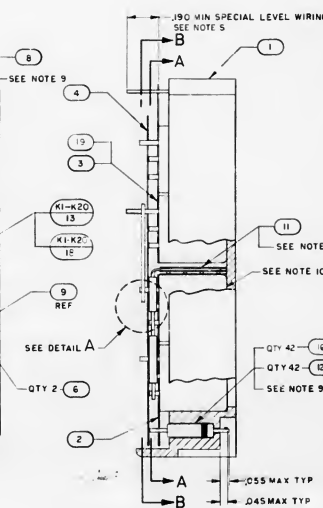 .190 MIN SPECIAL LEVEL WIRING
SEE NOTE 5
B
A
1
8
SEE NOTE 9
4
19
3
K1-K20
13
K1-K20
18
11
SEE NOTE
SEE NOTE 10
9
REF
SEE DETAIL A
QTY 42
QTY 42
SEE NOTE 9
QTY 2
6
2
A
B
.055 MAX TYP
.045 MAX TYP